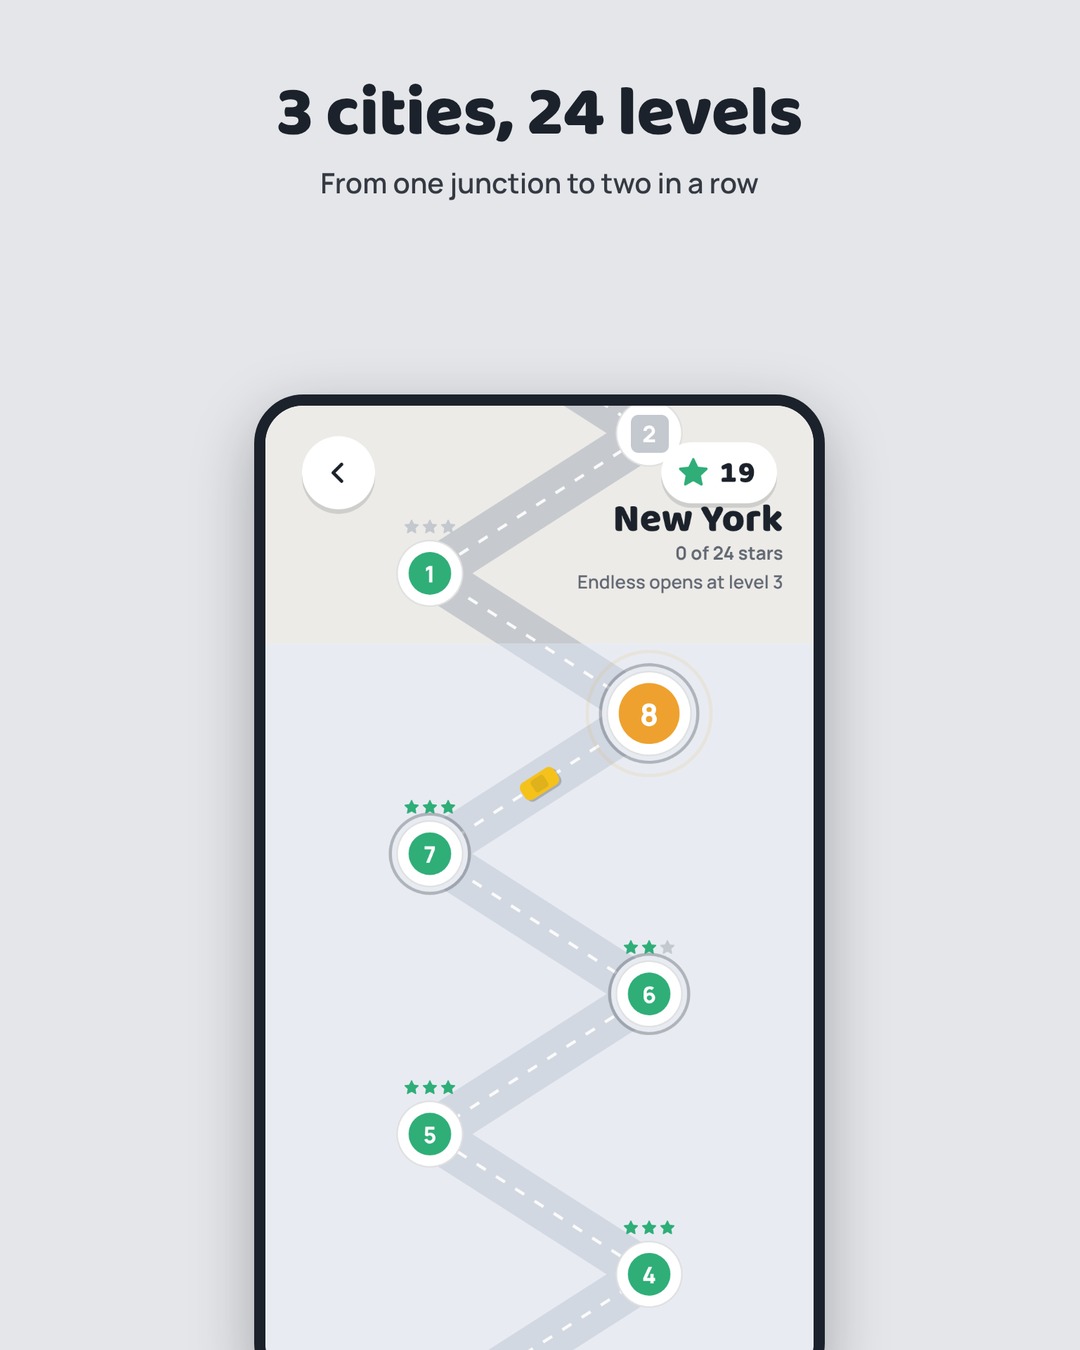 3 cities, 24 levels
From one junction to two in a row
2
19
New York
0 of 24 stars
1
Endless opens at level 3
8
7
6
5
4